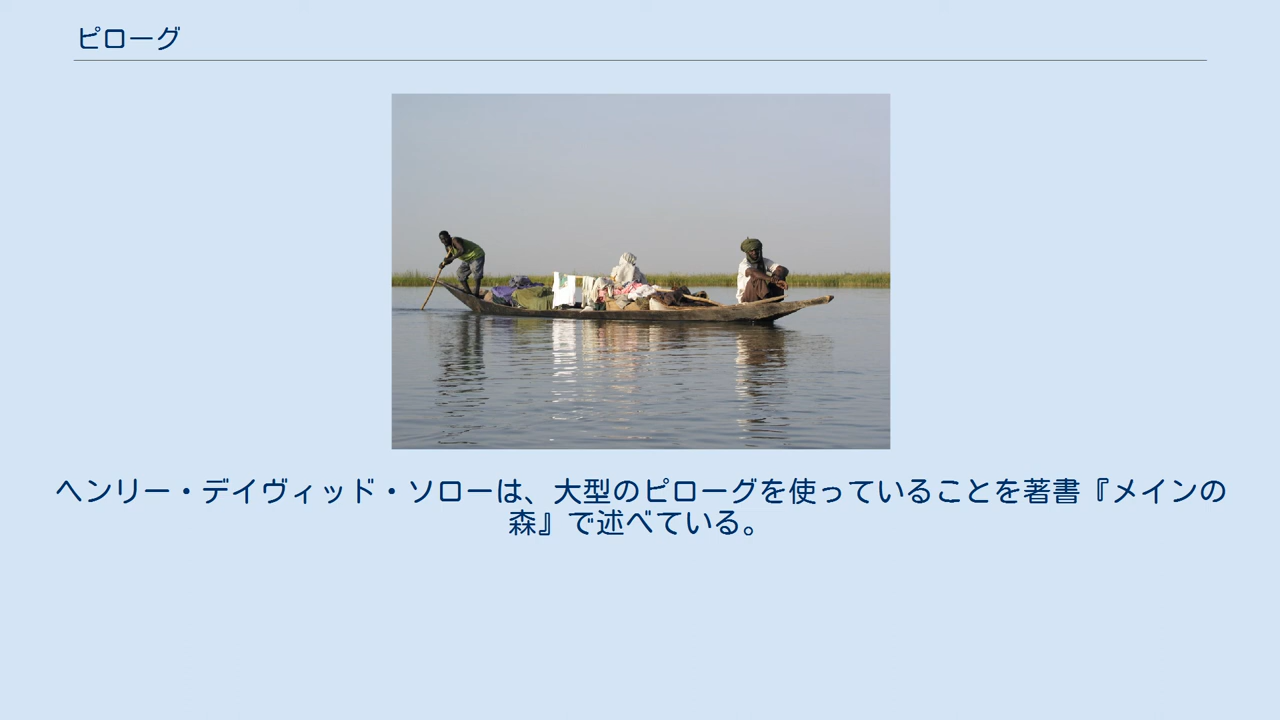 ピローグ
ヘンリー・デイヴィッド・ソローは、大型のピローグを使っていることを著書『メインの
森』で述べている。